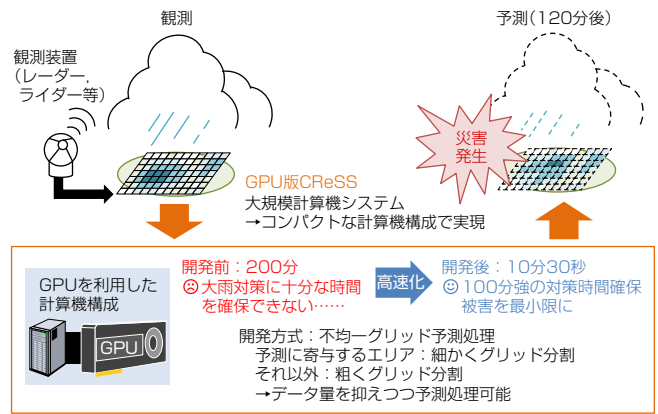 観測
予測（120分後）
観測装置
（レーダー，
ライダー等）
災害
発生
GPU版CReSS
大規模計算機システム
→コンパクトな計算機構成で実現
GPUを利用した
計算機構成
GPU
開発前：200分
☹大雨対策に十分な時間
を確保できない……
高速化
開発後：10分30秒
☺100分強の対策時間確保
被害を最小限に
開発方式：不均一グリッド予測処理
予測に寄与するエリア：細かくグリッド分割
それ以外：粗くグリッド分割
→データ量を抑えつつ予測処理可能